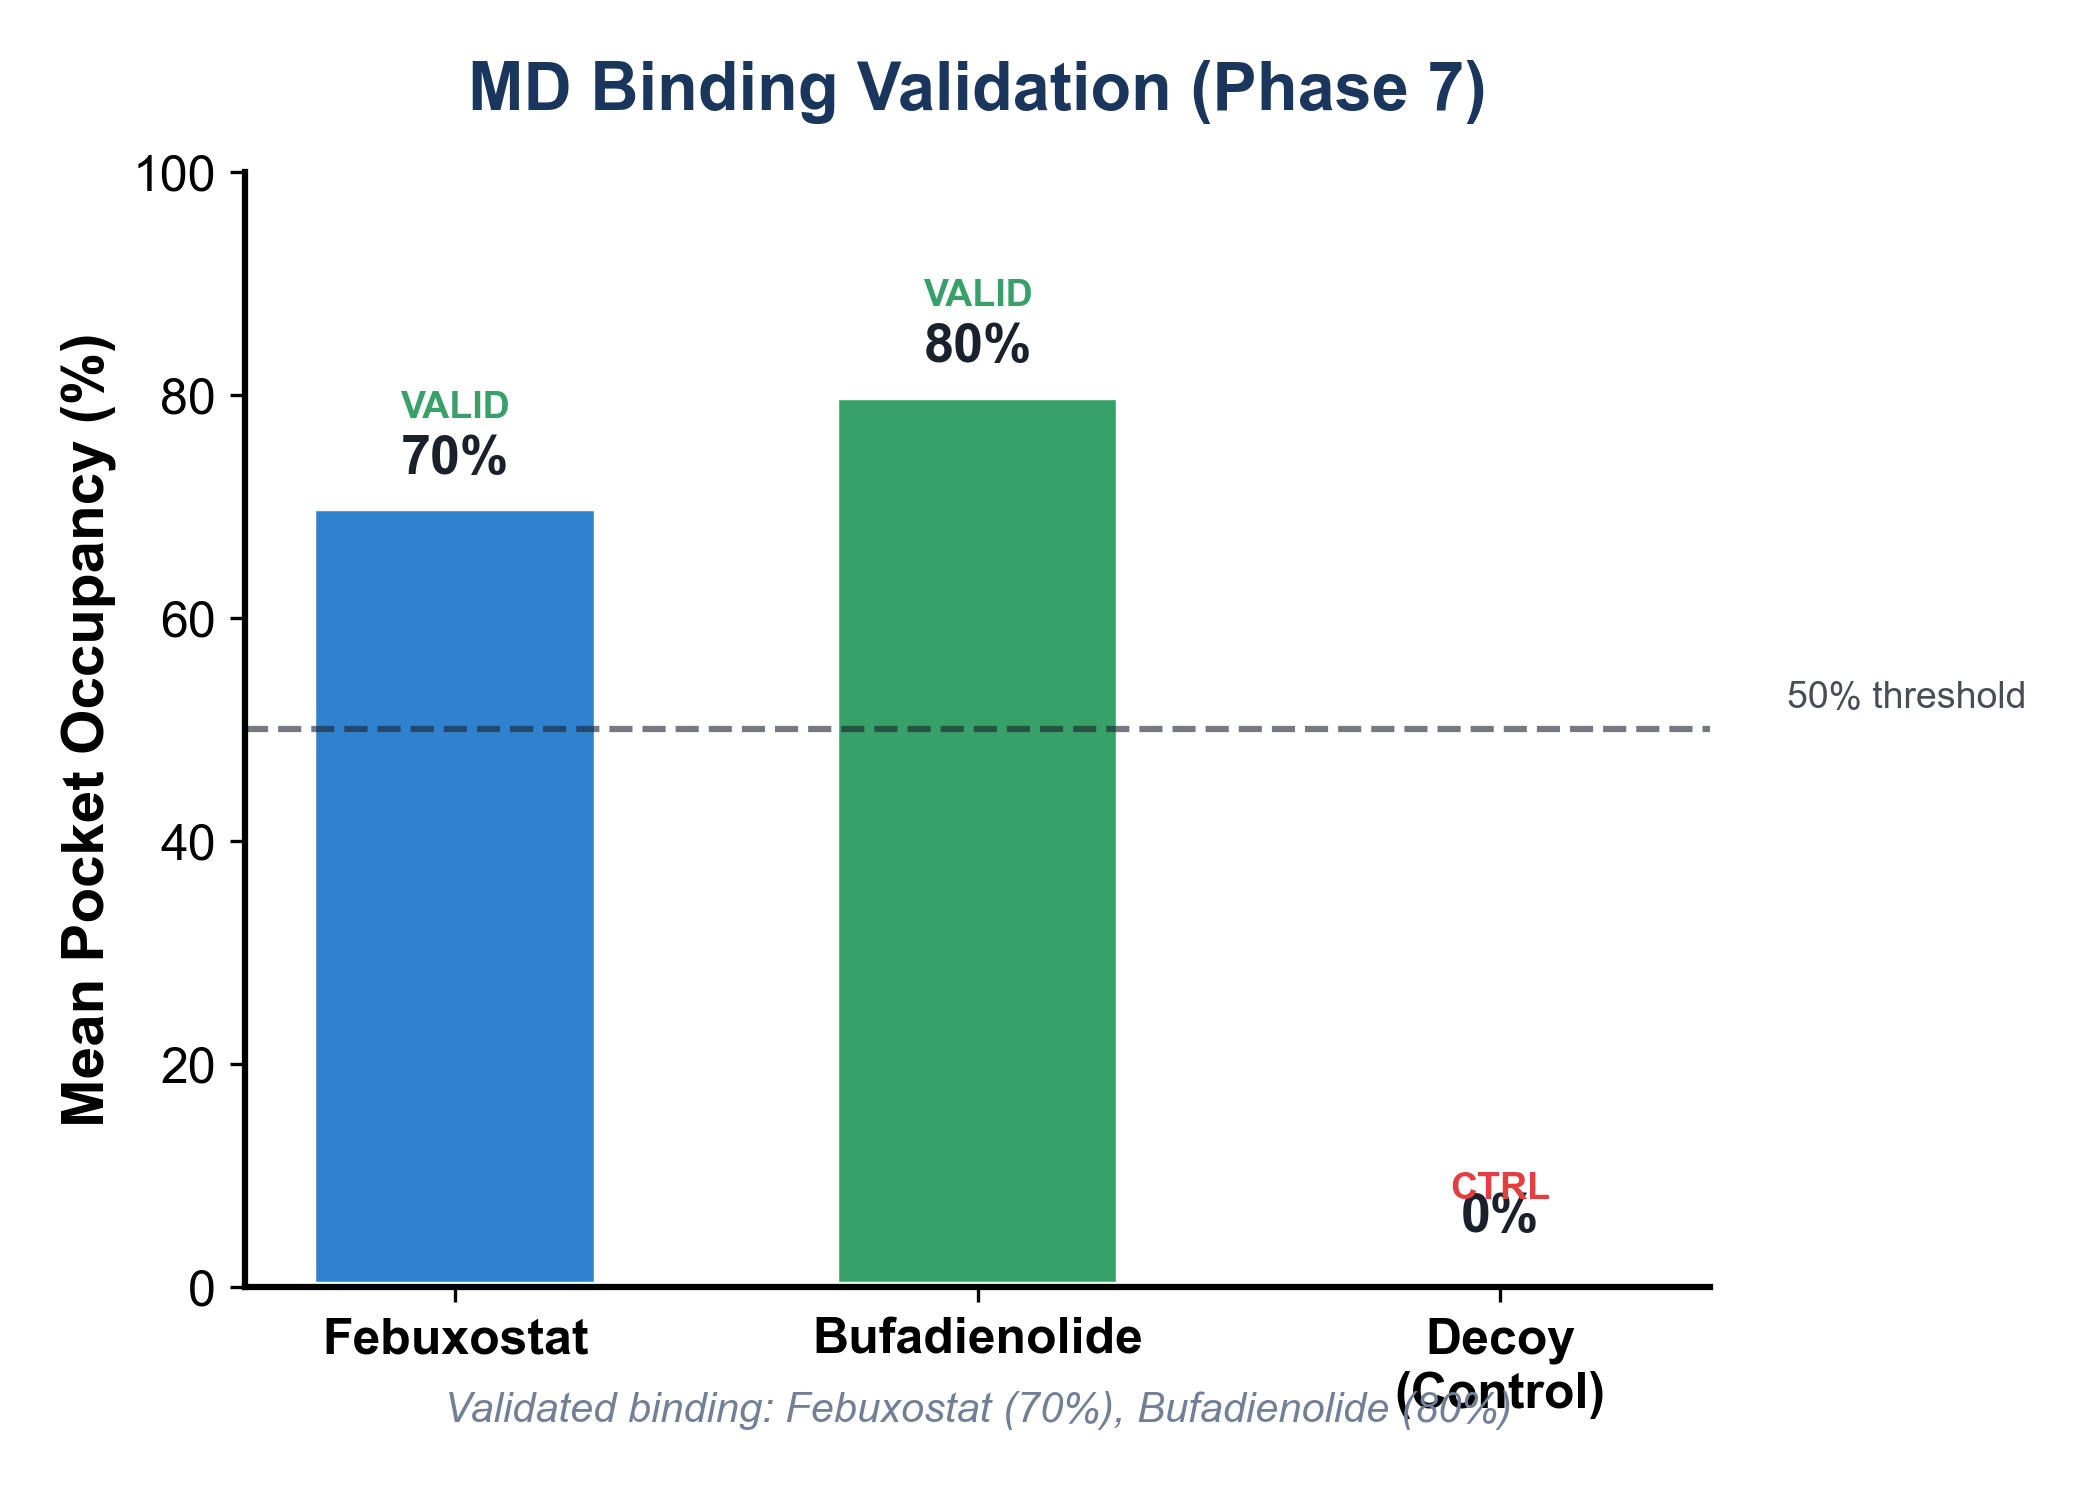 MD Binding Validation (Phase 7)
Mean Pocket Occupancy (%)
100
80
60
40
20
0
VALID
70%
VALID
80%
50% threshold
CTRL
0%
Febuxostat
Bufadienolide
Decoy
(Control)
Validated binding: Febuxostat (70%), Bufadienolide (80%)